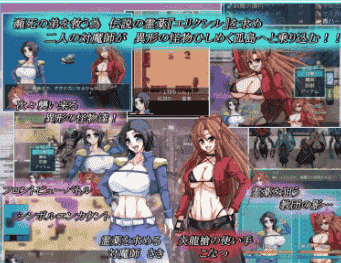 瀕死の弟を救う為 伝説の霊薬『エリクシル』を求め
二人の対魔師が 異形の怪物ひしめく孤島へと乗り込む!!
次々襲い来る
異形の怪物達!
フロントビューバトル
シンボルエンカウント
霊薬を求める
対魔師 さき
炎龍槍の使い手
こなつ
霊薬を狙う
教団の影…